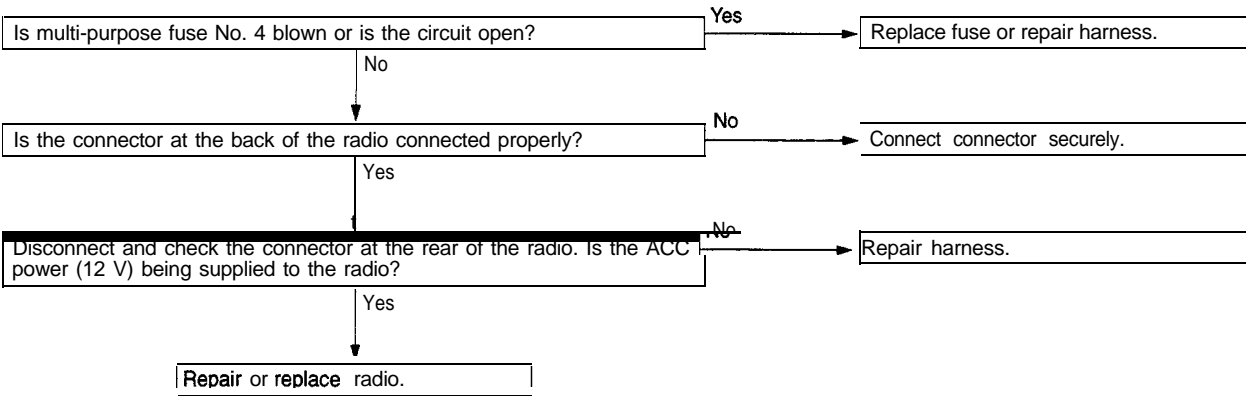 Is multi-purpose fuse No. 4 blown or is the circuit open?
Yes
Replace fuse or repair harness.
No
Is the connector at the back of the radio connected properly?
No
Connect connector securely.
Yes
Disconnect and check the connector at the rear of the radio. Is the ACC
power (12 V) being supplied to the radio?
No
Repair harness.
Yes
Repair or replace radio.